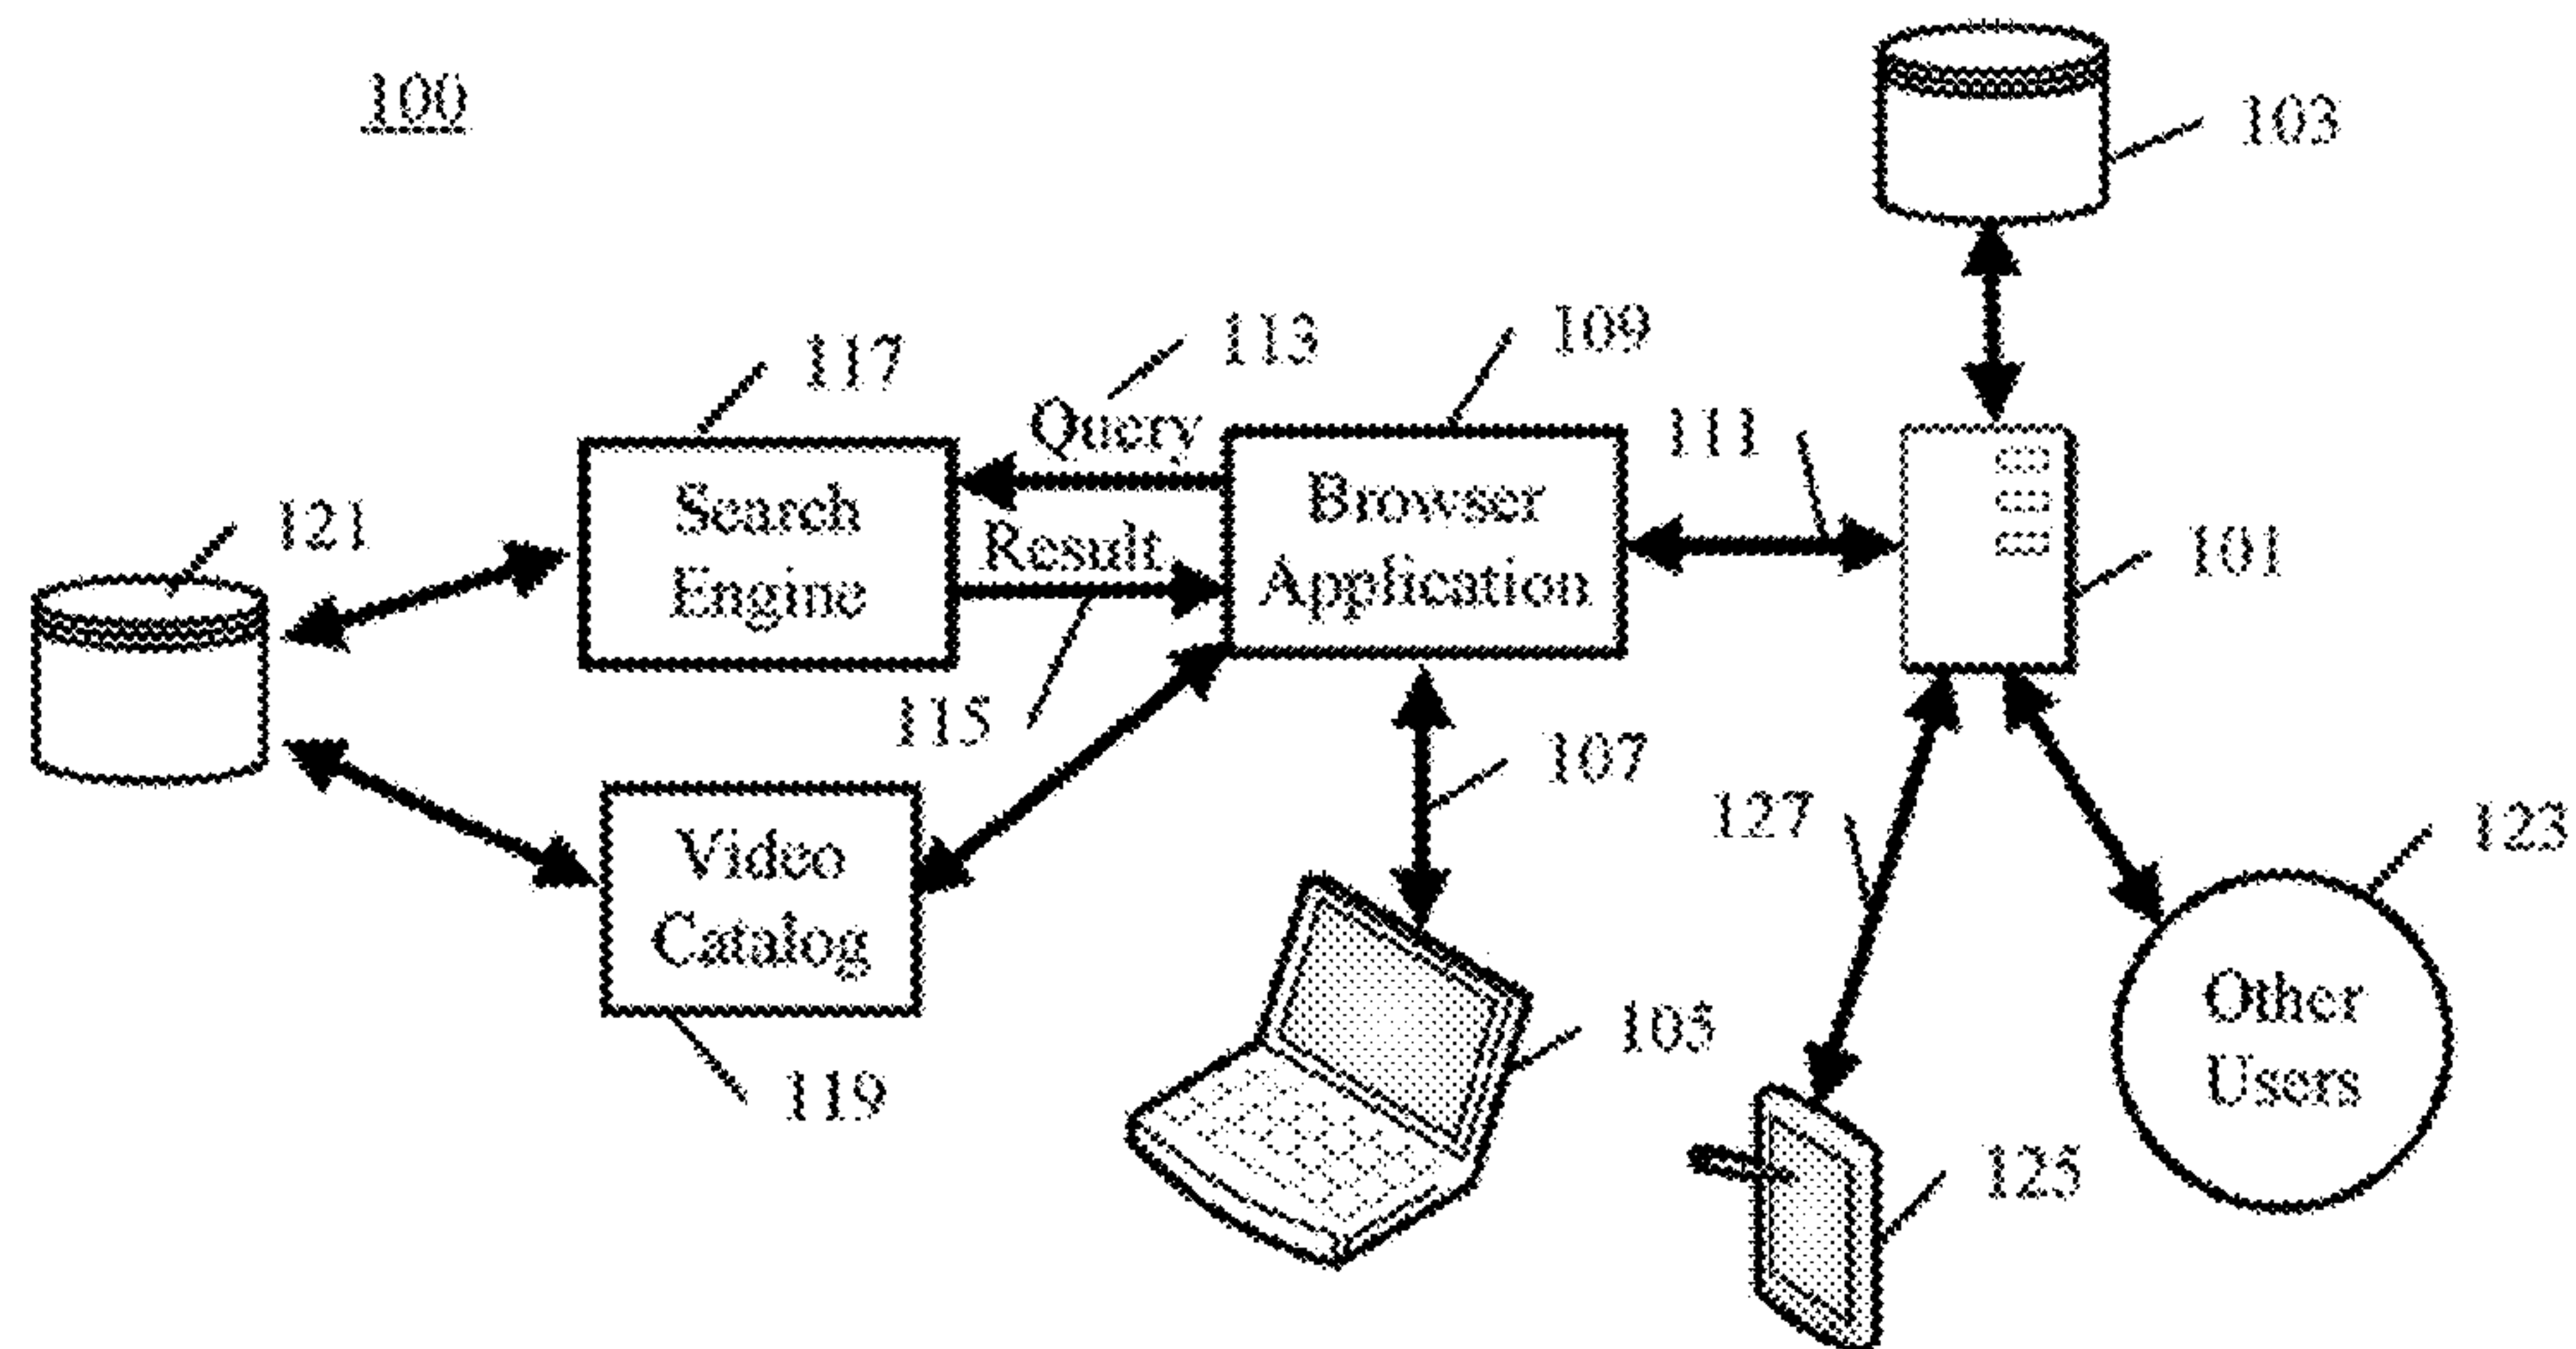 100
103
117
113
109
Query
111
Search
Engine
Browser
Application
121
Result
101
115
107
127
123
Video
Catalog
119
105
Other
Users
125